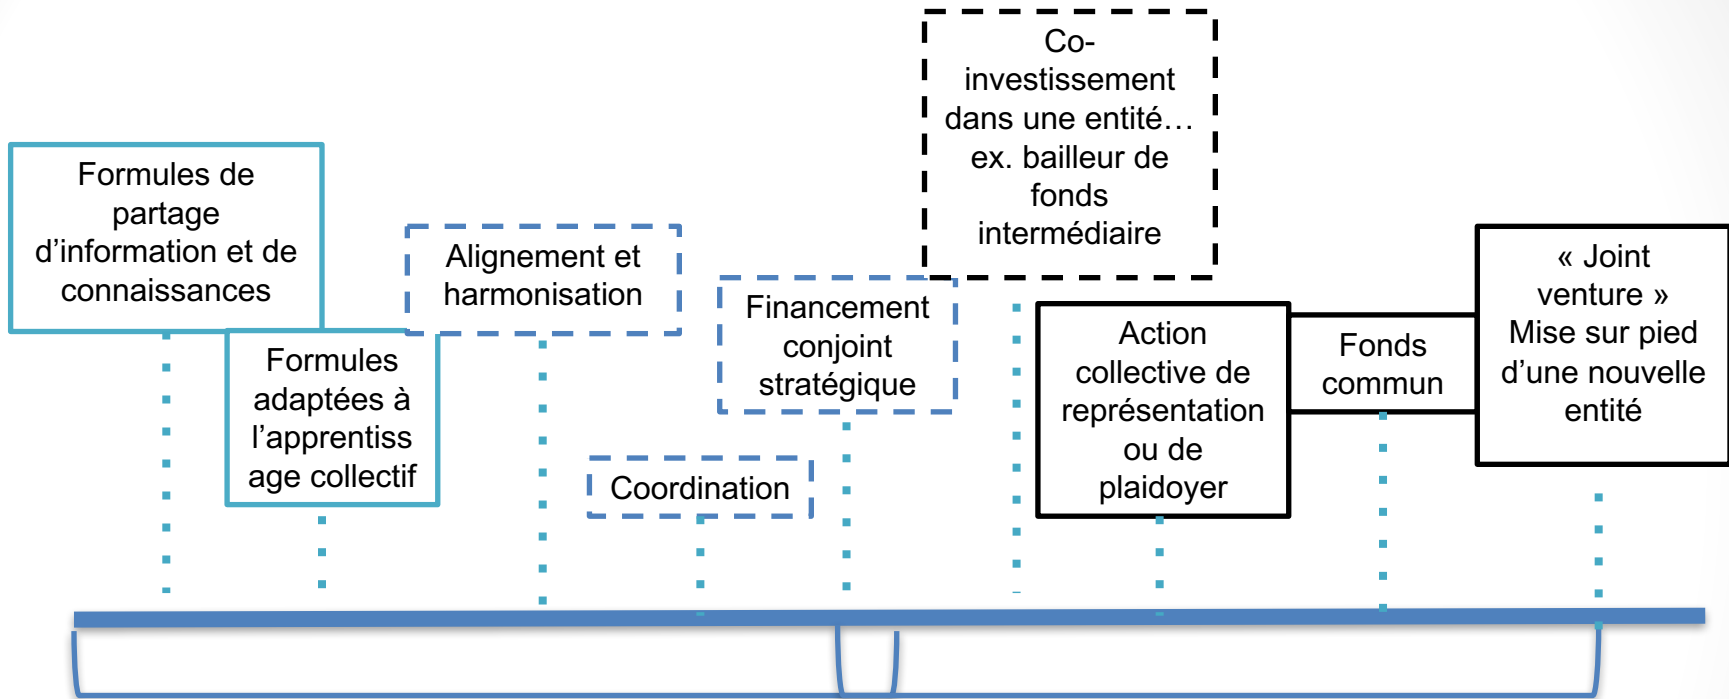 Formules de
partage
d’information et de
connaissances
Formules
adaptées à
l’apprentiss
age collectif
Alignement et
harmonisation
Coordination
Financement
conjoint
stratégique
Co-
investissement
dans une entité…
ex. bailleur de
fonds
intermédiaire
Action
collective de
représentation
ou de
plaidoyer
Fonds
commun
« Joint
venture »
Mise sur pied
d’une nouvelle
entité